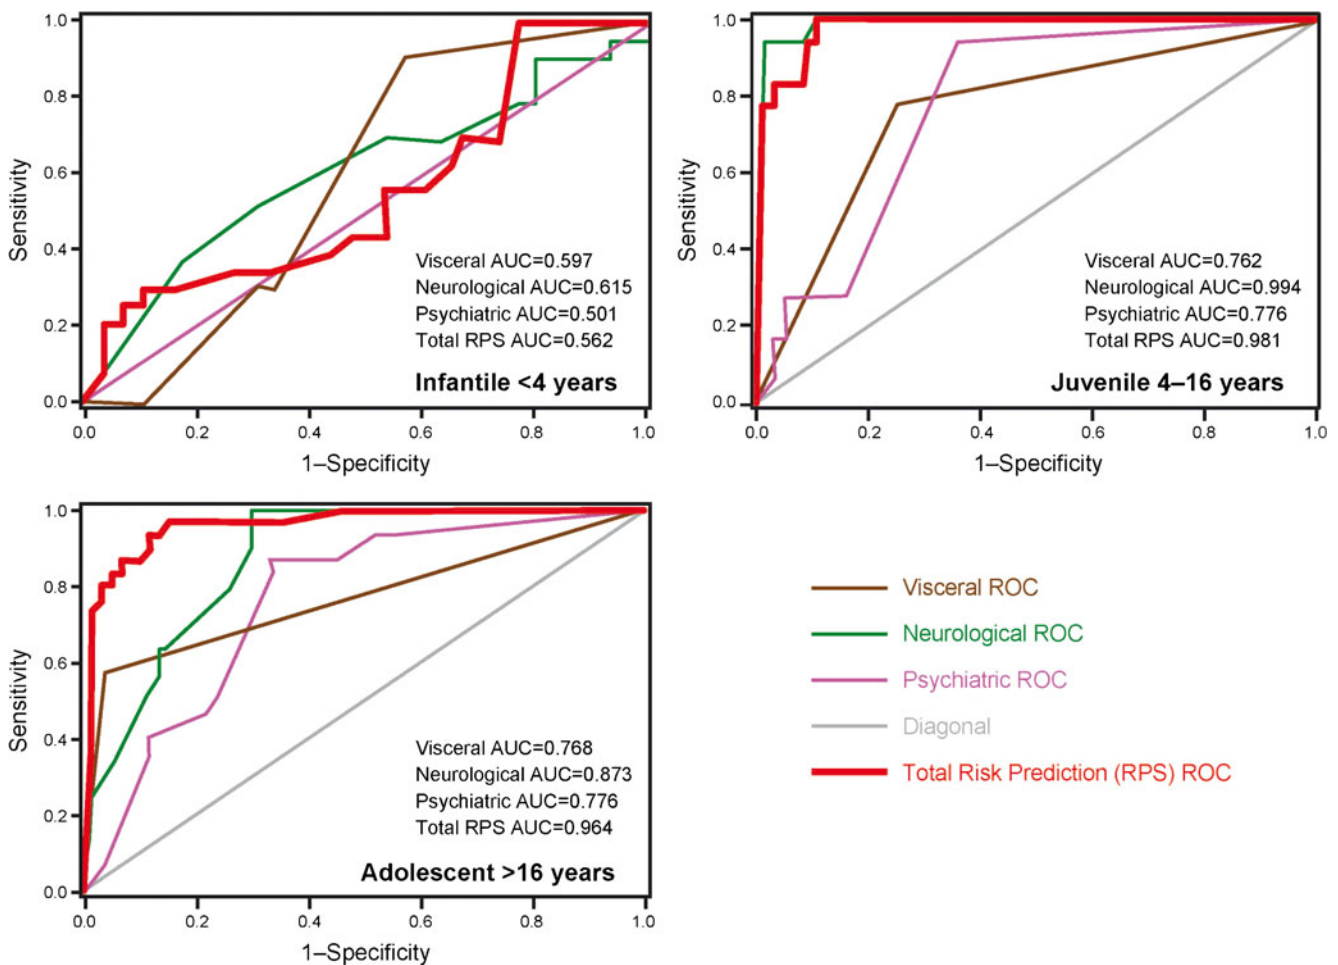 1.0
0.8
0.6
0.4
0.2
0.0
Sensitivity
Visceral AUC=0.597
Neurological AUC=0.615
Psychiatric AUC=0.501
Total RPS AUC=0.562
Infantile <4 years
0.0 0.2 0.4 0.6 0.8 1.0
1–Specificity
1.0
0.8
0.6
0.4
0.2
0.0
Sensitivity
Visceral AUC=0.762
Neurological AUC=0.994
Psychiatric AUC=0.776
Total RPS AUC=0.981
Juvenile 4–16 years
0.0 0.2 0.4 0.6 0.8 1.0
1–Specificity
1.0
0.8
0.6
0.4
0.2
0.0
Sensitivity
Visceral AUC=0.768
Neurological AUC=0.873
Psychiatric AUC=0.776
Total RPS AUC=0.964
Adolescent >16 years
0.0 0.2 0.4 0.6 0.8 1.0
1–Specificity
Visceral ROC
Neurological ROC
Psychiatric ROC
Diagonal
Total Risk Prediction (RPS) ROC